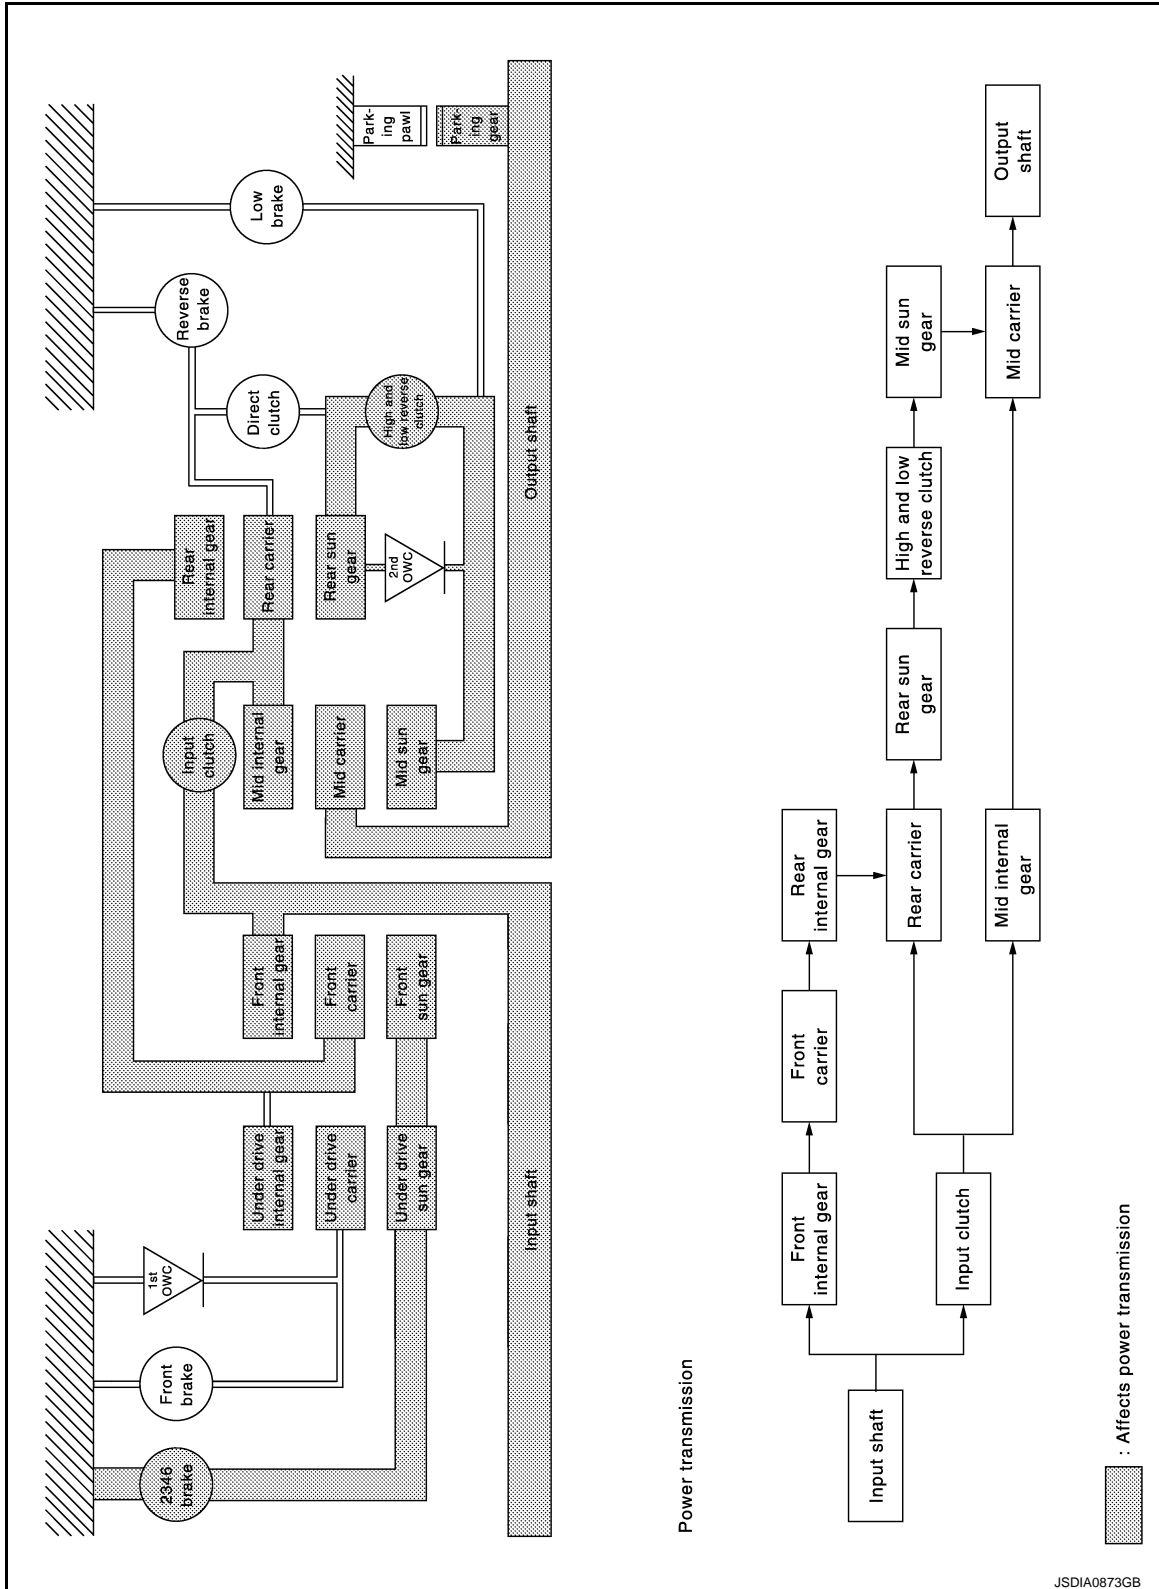 2346
brake
Front
brake
1st
OWC
Under drive
internal gear
Under drive
carrier
Under drive
sun gear
Input shaft
Front
internal gear
Front
carrier
Front
sun gear
Input
clutch
Mid internal
gear
Mid carrier
Mid sun
gear
Rear
internal gear
Rear carrier
Rear sun
gear
2nd
OWC
Direct
clutch
High and
low reverse
clutch
Reverse
brake
Low
brake
Output shaft
Park-
ing
pawl
Park-
ing
gear
Power transmission
Input shaft
Front
internal gear
Front
carrier
Rear
internal gear
Input clutch
Rear carrier
Rear sun
gear
High and low
reverse clutch
Mid sun
gear
Mid internal
gear
Mid carrier
Output
shaft
: Affects power transmission
JSDIA0873GB